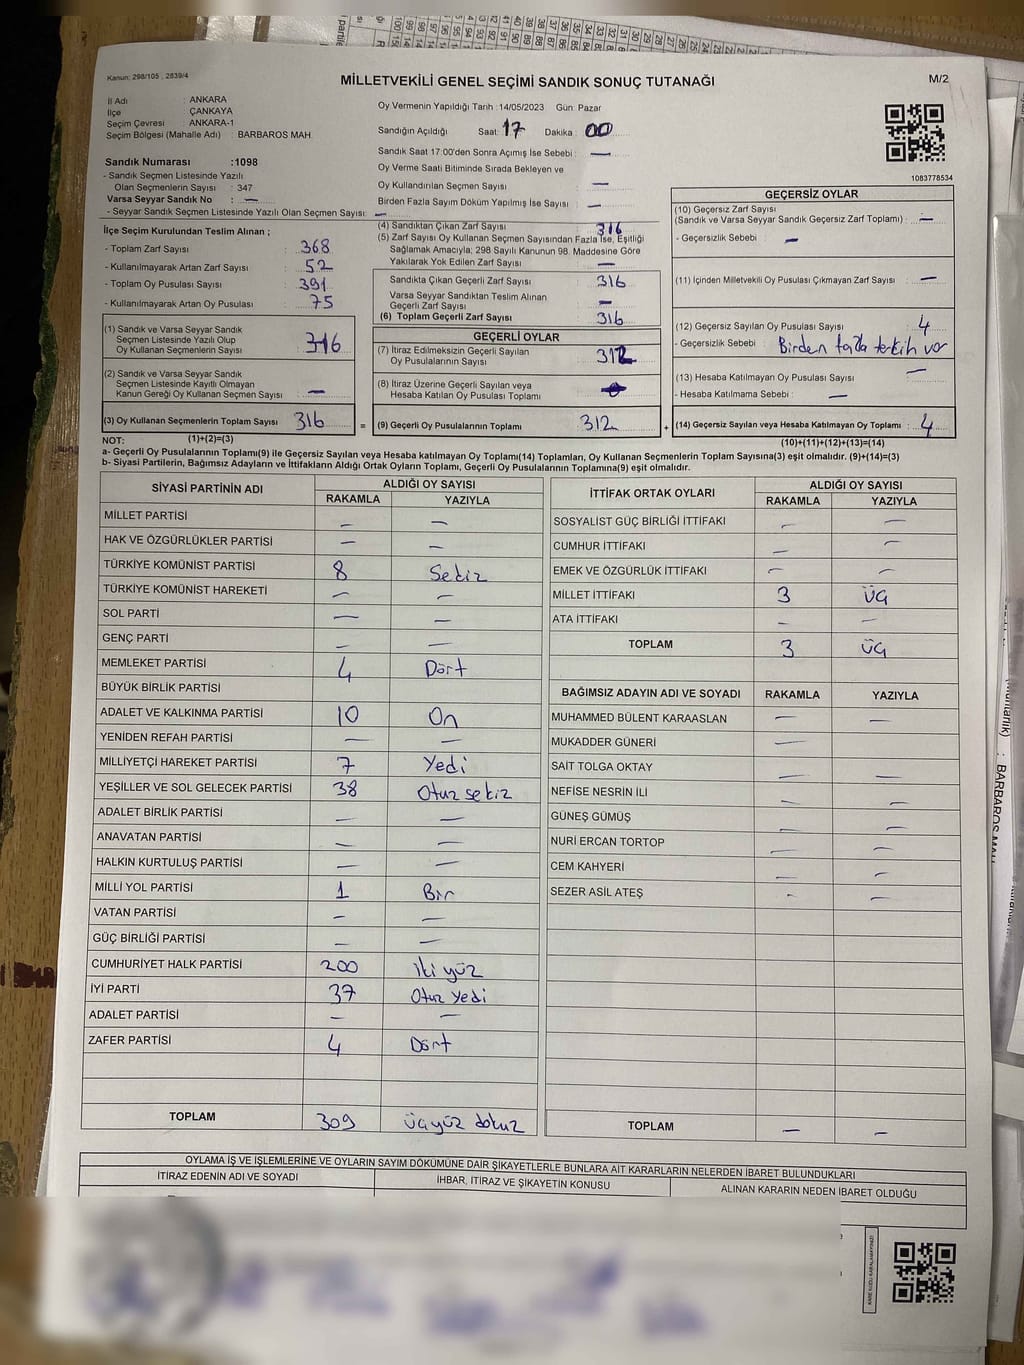 Kanun: 298/105 , 2839/4
MİLLETVEKİLİ GENEL SEÇİMİ SANDIK SONUÇ TUTANAĞI
M/2
İl Adı : ANKARA
İlçe : ÇANKAYA
Seçim Çevresi : ANKARA-1
Seçim Bölgesi (Mahalle Adı) : BARBAROS MAH.
Sandık Numarası :1098
- Sandık Seçmen Listesinde Yazılı
Olan Seçmenlerin Sayısı : 347
Varsa Seyyar Sandık No : —
- Seyyar Sandık Seçmen Listesinde Yazılı Olan Seçmen Sayısı: —
Oy Vermenin Yapıldığı Tarih :14/05/2023 Gün: Pazar
Sandığın Açıldığı Saat: 17 Dakika : 00
Sandık Saat 17:00'den Sonra Açımış İse Sebebi : —
Oy Verme Saati Bitiminde Sırada Bekleyen ve
Oy Kullandırılan Seçmen Sayısı : —
Birden Fazla Sayım Döküm Yapılmış İse Sayısı : —
1083778534
İlçe Seçim Kurulundan Teslim Alınan ;
- Toplam Zarf Sayısı : 368
- Kullanılmayarak Artan Zarf Sayısı : 52
- Toplam Oy Pusulası Sayısı : 391
- Kullanılmayarak Artan Oy Pusulası : 75
(1) Sandık ve Varsa Seyyar Sandık
Seçmen Listesinde Yazılı Olup
Oy Kullanan Seçmenlerin Sayısı : 316
(2) Sandık ve Varsa Seyyar Sandık
Seçmen Listesinde Kayıtlı Olmayan
Kanun Gereği Oy Kullanan Seçmen Sayısı : —
(3) Oy Kullanan Seçmenlerin Toplam Sayısı : 316
(4) Sandıktan Çıkan Zarf Sayısı : 316
(5) Zarf Sayısı Oy Kullanan Seçmen Sayısından Fazla İse, Eşitliği
Sağlamak Amacıyla; 298 Sayılı Kanunun 98. Maddesine Göre
Yakılarak Yok Edilen Zarf Sayısı : —
Sandıkta Çıkan Geçerli Zarf Sayısı : 316
Varsa Seyyar Sandıktan Teslim Alınan
Geçerli Zarf Sayısı : —
(6) Toplam Geçerli Zarf Sayısı : 316
GEÇERLİ OYLAR
(7) İtiraz Edilmeksizin Geçerli Sayılan
Oy Pusulalarının Sayısı : 312
(8) İtiraz Üzerine Geçerli Sayılan veya
Hesaba Katılan Oy Pusulası Toplamı :
= (9) Geçerli Oy Pusulalarının Toplamı : 312
GEÇERSİZ OYLAR
(10) Geçersiz Zarf Sayısı
(Sandık ve Varsa Seyyar Sandık Geçersiz Zarf Toplamı) : —
- Geçersizlik Sebebi : —
(11) İçinden Milletvekili Oy Pusulası Çıkmayan Zarf Sayısı : —
(12) Geçersiz Sayılan Oy Pusulası Sayısı : 4
- Geçersizlik Sebebi : Birden fazla tercih var
(13) Hesaba Katılmayan Oy Pusulası Sayısı : —
- Hesaba Katılmama Sebebi : —
+ (14) Geçersiz Sayılan veya Hesaba Katılmayan Oy Toplamı : 4
NOT: (1)+(2)=(3)
(10)+(11)+(12)+(13)=(14)
a- Geçerli Oy Pusulalarının Toplamı(9) ile Geçersiz Sayılan veya Hesaba katılmayan Oy Toplamı(14) Toplamları, Oy Kullanan Seçmenlerin Toplam Sayısına(3) eşit olmalıdır. (9)+(14)=(3)
b- Siyasi Partilerin, Bağımsız Adayların ve İttifakların Aldığı Ortak Oyların Toplamı, Geçerli Oy Pusulalarının Toplamına(9) eşit olmalıdır.
SİYASİ PARTİNİN ADI ALDIĞI OY SAYISI
RAKAMLA YAZIYLA
MİLLET PARTİSİ — —
HAK VE ÖZGÜRLÜKLER PARTİSİ — —
TÜRKİYE KOMÜNİST PARTİSİ 8 Sekiz
TÜRKİYE KOMÜNİST HAREKETİ — —
SOL PARTİ — —
GENÇ PARTİ — —
MEMLEKET PARTİSİ 4 Dört
BÜYÜK BİRLİK PARTİSİ
ADALET VE KALKINMA PARTİSİ 10 On
YENİDEN REFAH PARTİSİ — —
MİLLİYETÇİ HAREKET PARTİSİ 7 Yedi
YEŞİLLER VE SOL GELECEK PARTİSİ 38 Otuz sekiz
ADALET BİRLİK PARTİSİ — —
ANAVATAN PARTİSİ — —
HALKIN KURTULUŞ PARTİSİ — —
MİLLİ YOL PARTİSİ 1 Bir
VATAN PARTİSİ — —
GÜÇ BİRLİĞİ PARTİSİ — —
CUMHURİYET HALK PARTİSİ 200 iki yüz
İYİ PARTİ 37 Otuz Yedi
ADALET PARTİSİ — —
ZAFER PARTİSİ 4 Dört
TOPLAM 309 üçyüz dokuz
İTTİFAK ORTAK OYLARI ALDIĞI OY SAYISI
RAKAMLA YAZIYLA
SOSYALİST GÜÇ BİRLİĞİ İTTİFAKI — —
CUMHUR İTTİFAKI — —
EMEK VE ÖZGÜRLÜK İTTİFAKI — —
MİLLET İTTİFAKI 3 üç
ATA İTTİFAKI — —
TOPLAM 3 üç
BAĞIMSIZ ADAYIN ADI VE SOYADI RAKAMLA YAZIYLA
MUHAMMED BÜLENT KARAASLAN — —
MUKADDER GÜNERİ —
SAİT TOLGA OKTAY — —
NEFİSE NESRİN İLİ — —
GÜNEŞ GÜMÜŞ — —
NURİ ERCAN TORTOP — —
CEM KAHYERİ — —
SEZER ASİL ATEŞ - —
TOPLAM — —
OYLAMA İŞ VE İŞLEMLERİNE VE OYLARIN SAYIM DÖKÜMÜNE DAİR ŞİKAYETLERLE BUNLARA AİT KARARLARIN NELERDEN İBARET BULUNDUKLARI
İTİRAZ EDENİN ADI VE SOYADI İHBAR, İTİRAZ VE ŞİKAYETİN KONUSU ALINAN KARARIN NEDEN İBARET OLDUĞU
: BARBAROS MAH.